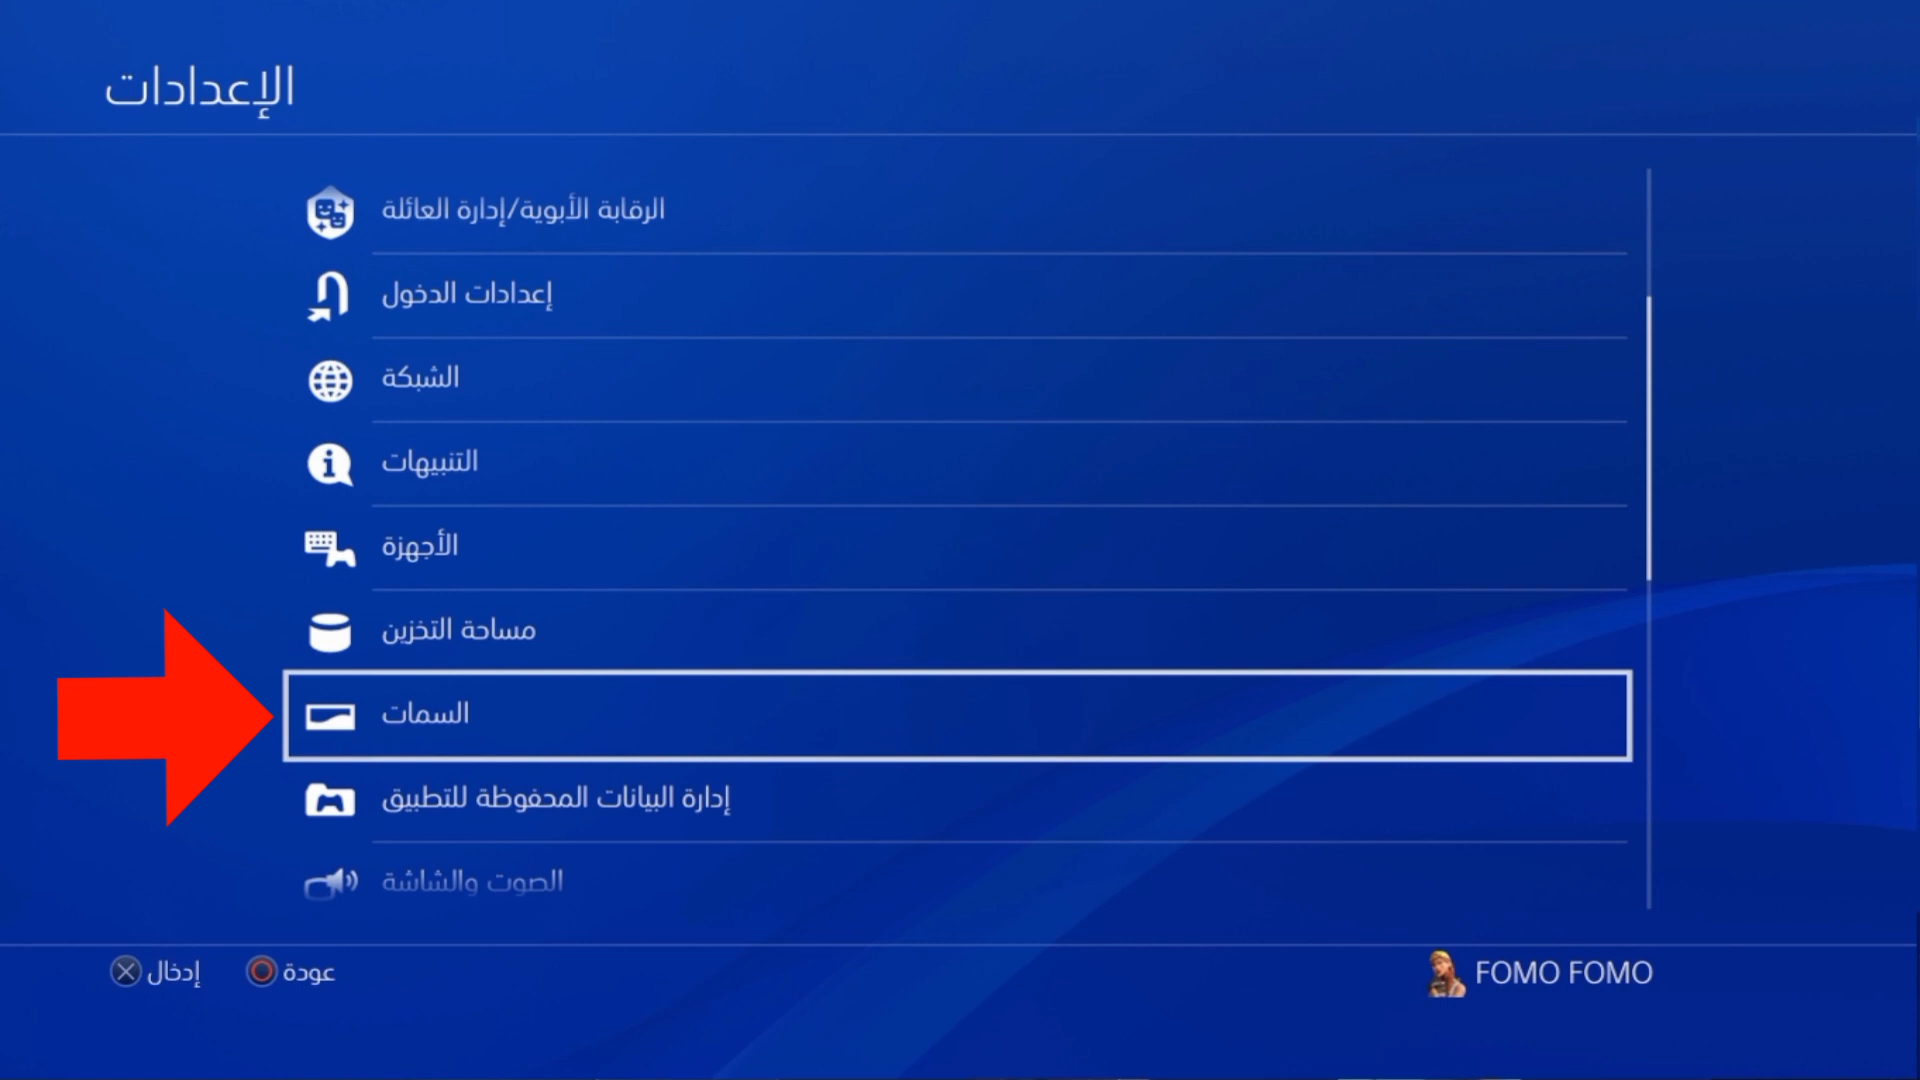 الإعدادات
الرقابة الأبوية/إدارة العائلة
إعدادات الدخول
الشبكة
التنبيهات
الأجهزة
مساحة التخزين
السمات
إدارة البيانات المحفوظة للتطبيق
الصوت والشاشة
إدخال
عودة
FOMO FOMO